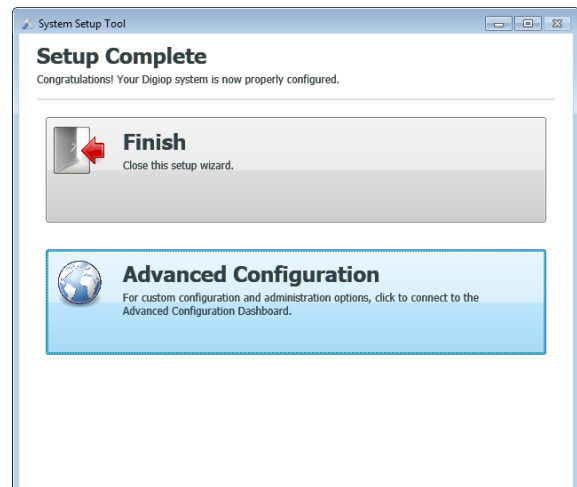 System Setup Tool
Setup Complete
Congratulations! Your Digiop system is now properly configured.
Finish
Close this setup wizard.
Advanced Configuration
For custom configuration and administration options, click to connect to the
Advanced Configuration Dashboard.